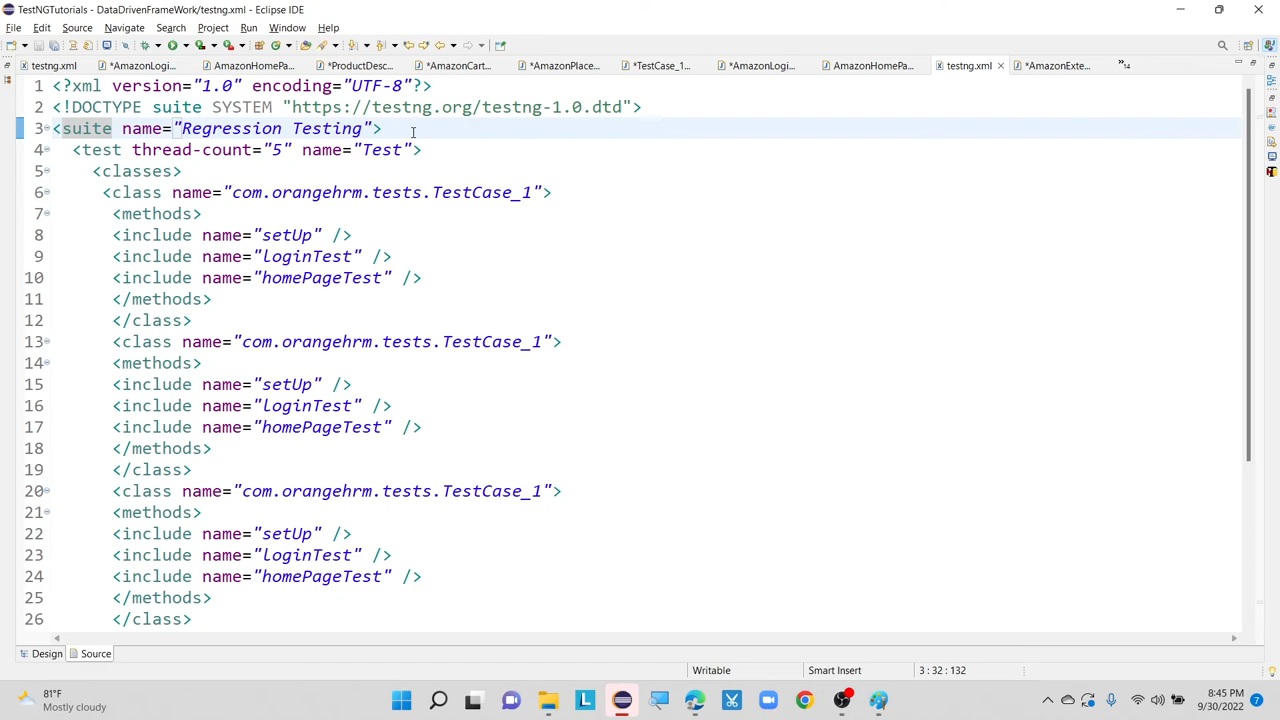 TestNGTutorials - DataDrivenFrameWork/testng.xml - Eclipse IDE
File Edit Source Navigate Search Project Run Window Help
testng.xml *AmazonLogi... AmazonHomePa... *ProductDesc... *AmazonCart... *AmazonPlace... *TestCase_1... *AmazonLogi... AmazonHomePa... testng.xml *AmazonExte... »14
1 <?xml version="1.0" encoding="UTF-8"?>
2 <!DOCTYPE suite SYSTEM "https://testng.org/testng-1.0.dtd">
3 <suite name="Regression Testing">
4 <test thread-count="5" name="Test">
5 <classes>
6 <class name="com.orangehrm.tests.TestCase_1">
7 <methods>
8 <include name="setUp" />
9 <include name="loginTest" />
10 <include name="homePageTest" />
11 </methods>
12 </class>
13 <class name="com.orangehrm.tests.TestCase_1">
14 <methods>
15 <include name="setUp" />
16 <include name="loginTest" />
17 <include name="homePageTest" />
18 </methods>
19 </class>
20 <class name="com.orangehrm.tests.TestCase_1">
21 <methods>
22 <include name="setUp" />
23 <include name="loginTest" />
24 <include name="homePageTest" />
25 </methods>
26 </class>
Design Source
Writable Smart Insert 3 : 32 : 132
81°F
Mostly cloudy
8:45 PM
9/30/2022
7